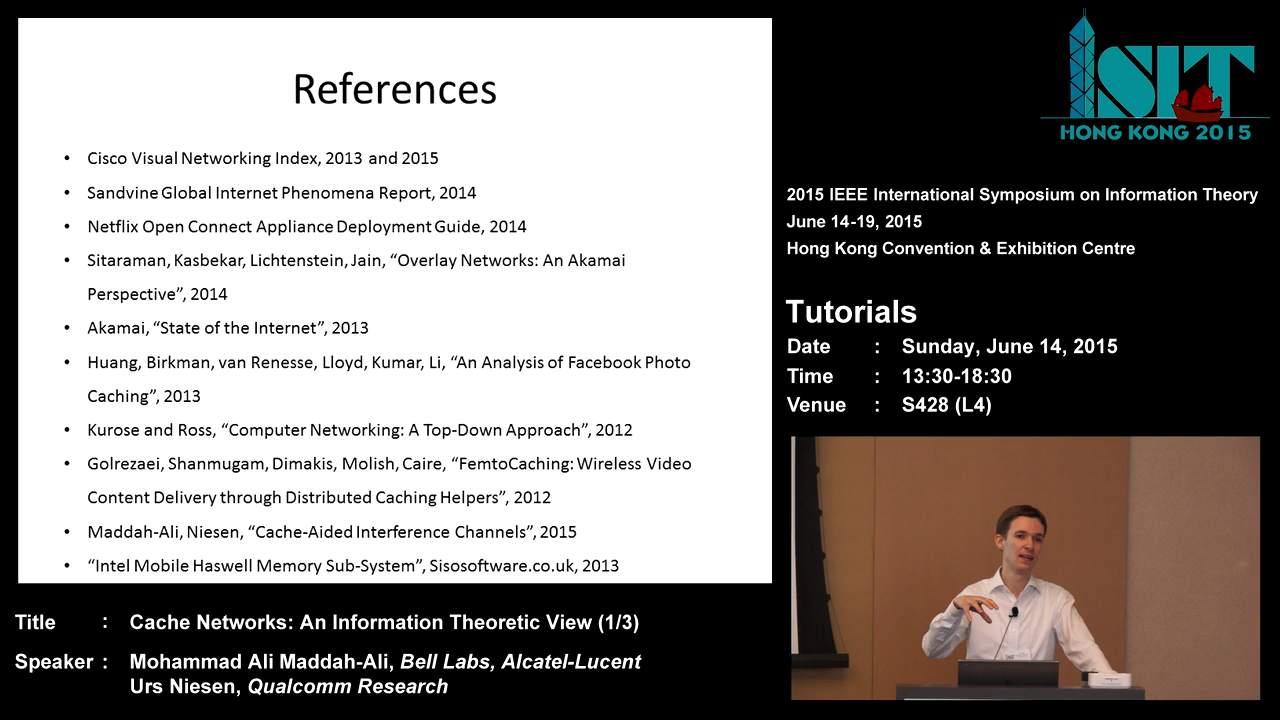 References
• Cisco Visual Networking Index, 2013 and 2015
• Sandvine Global Internet Phenomena Report, 2014
• Netflix Open Connect Appliance Deployment Guide, 2014
• Sitaraman, Kasbekar, Lichtenstein, Jain, “Overlay Networks: An Akamai
Perspective”, 2014
• Akamai, “State of the Internet”, 2013
• Huang, Birkman, van Renesse, Lloyd, Kumar, Li, “An Analysis of Facebook Photo
Caching”, 2013
• Kurose and Ross, “Computer Networking: A Top-Down Approach”, 2012
• Golrezaei, Shanmugam, Dimakis, Molish, Caire, “FemtoCaching: Wireless Video
Content Delivery through Distributed Caching Helpers”, 2012
• Maddah-Ali, Niesen, “Cache-Aided Interference Channels”, 2015
• “Intel Mobile Haswell Memory Sub-System”, Sisosoftware.co.uk, 2013
ISIT
HONG KONG 2015
2015 IEEE International Symposium on Information Theory
June 14-19, 2015
Hong Kong Convention & Exhibition Centre
Tutorials
Date : Sunday, June 14, 2015
Time : 13:30-18:30
Venue : S428 (L4)
Title : Cache Networks: An Information Theoretic View (1/3)
Speaker : Mohammad Ali Maddah-Ali, Bell Labs, Alcatel-Lucent
Urs Niesen, Qualcomm Research